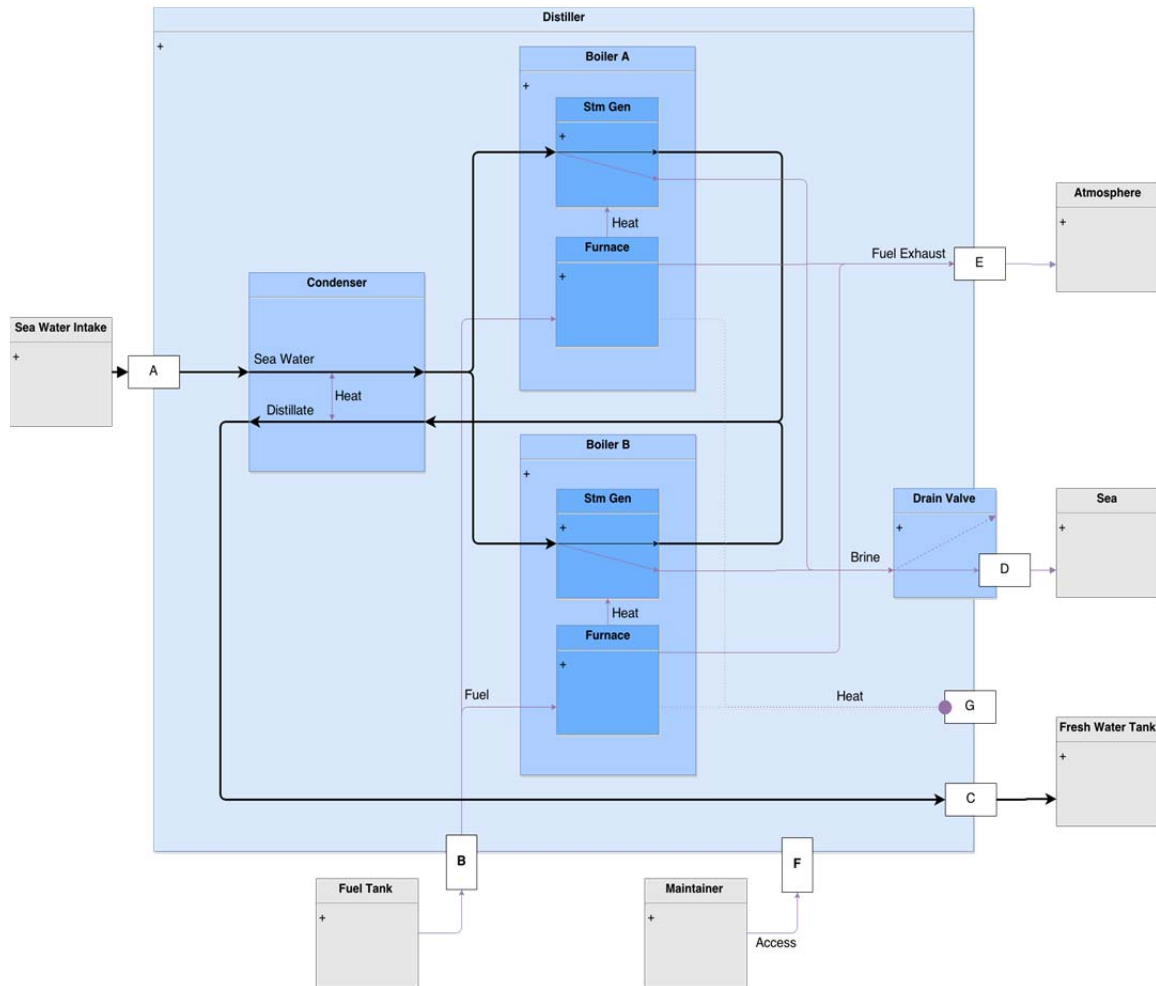 Distiller
+
Boiler A
+
Stm Gen
+
Heat
Furnace
+
Atmosphere
+
Fuel Exhaust
E
Condenser
Sea Water Intake
+
A
Sea Water
Heat
Distillate
Boiler B
+
Stm Gen
+
Heat
Furnace
+
Drain Valve
+
Brine
D
Sea
+
Fuel
Heat
G
Fresh Water Tank
+
C
B
F
Fuel Tank
+
Maintainer
+
Access